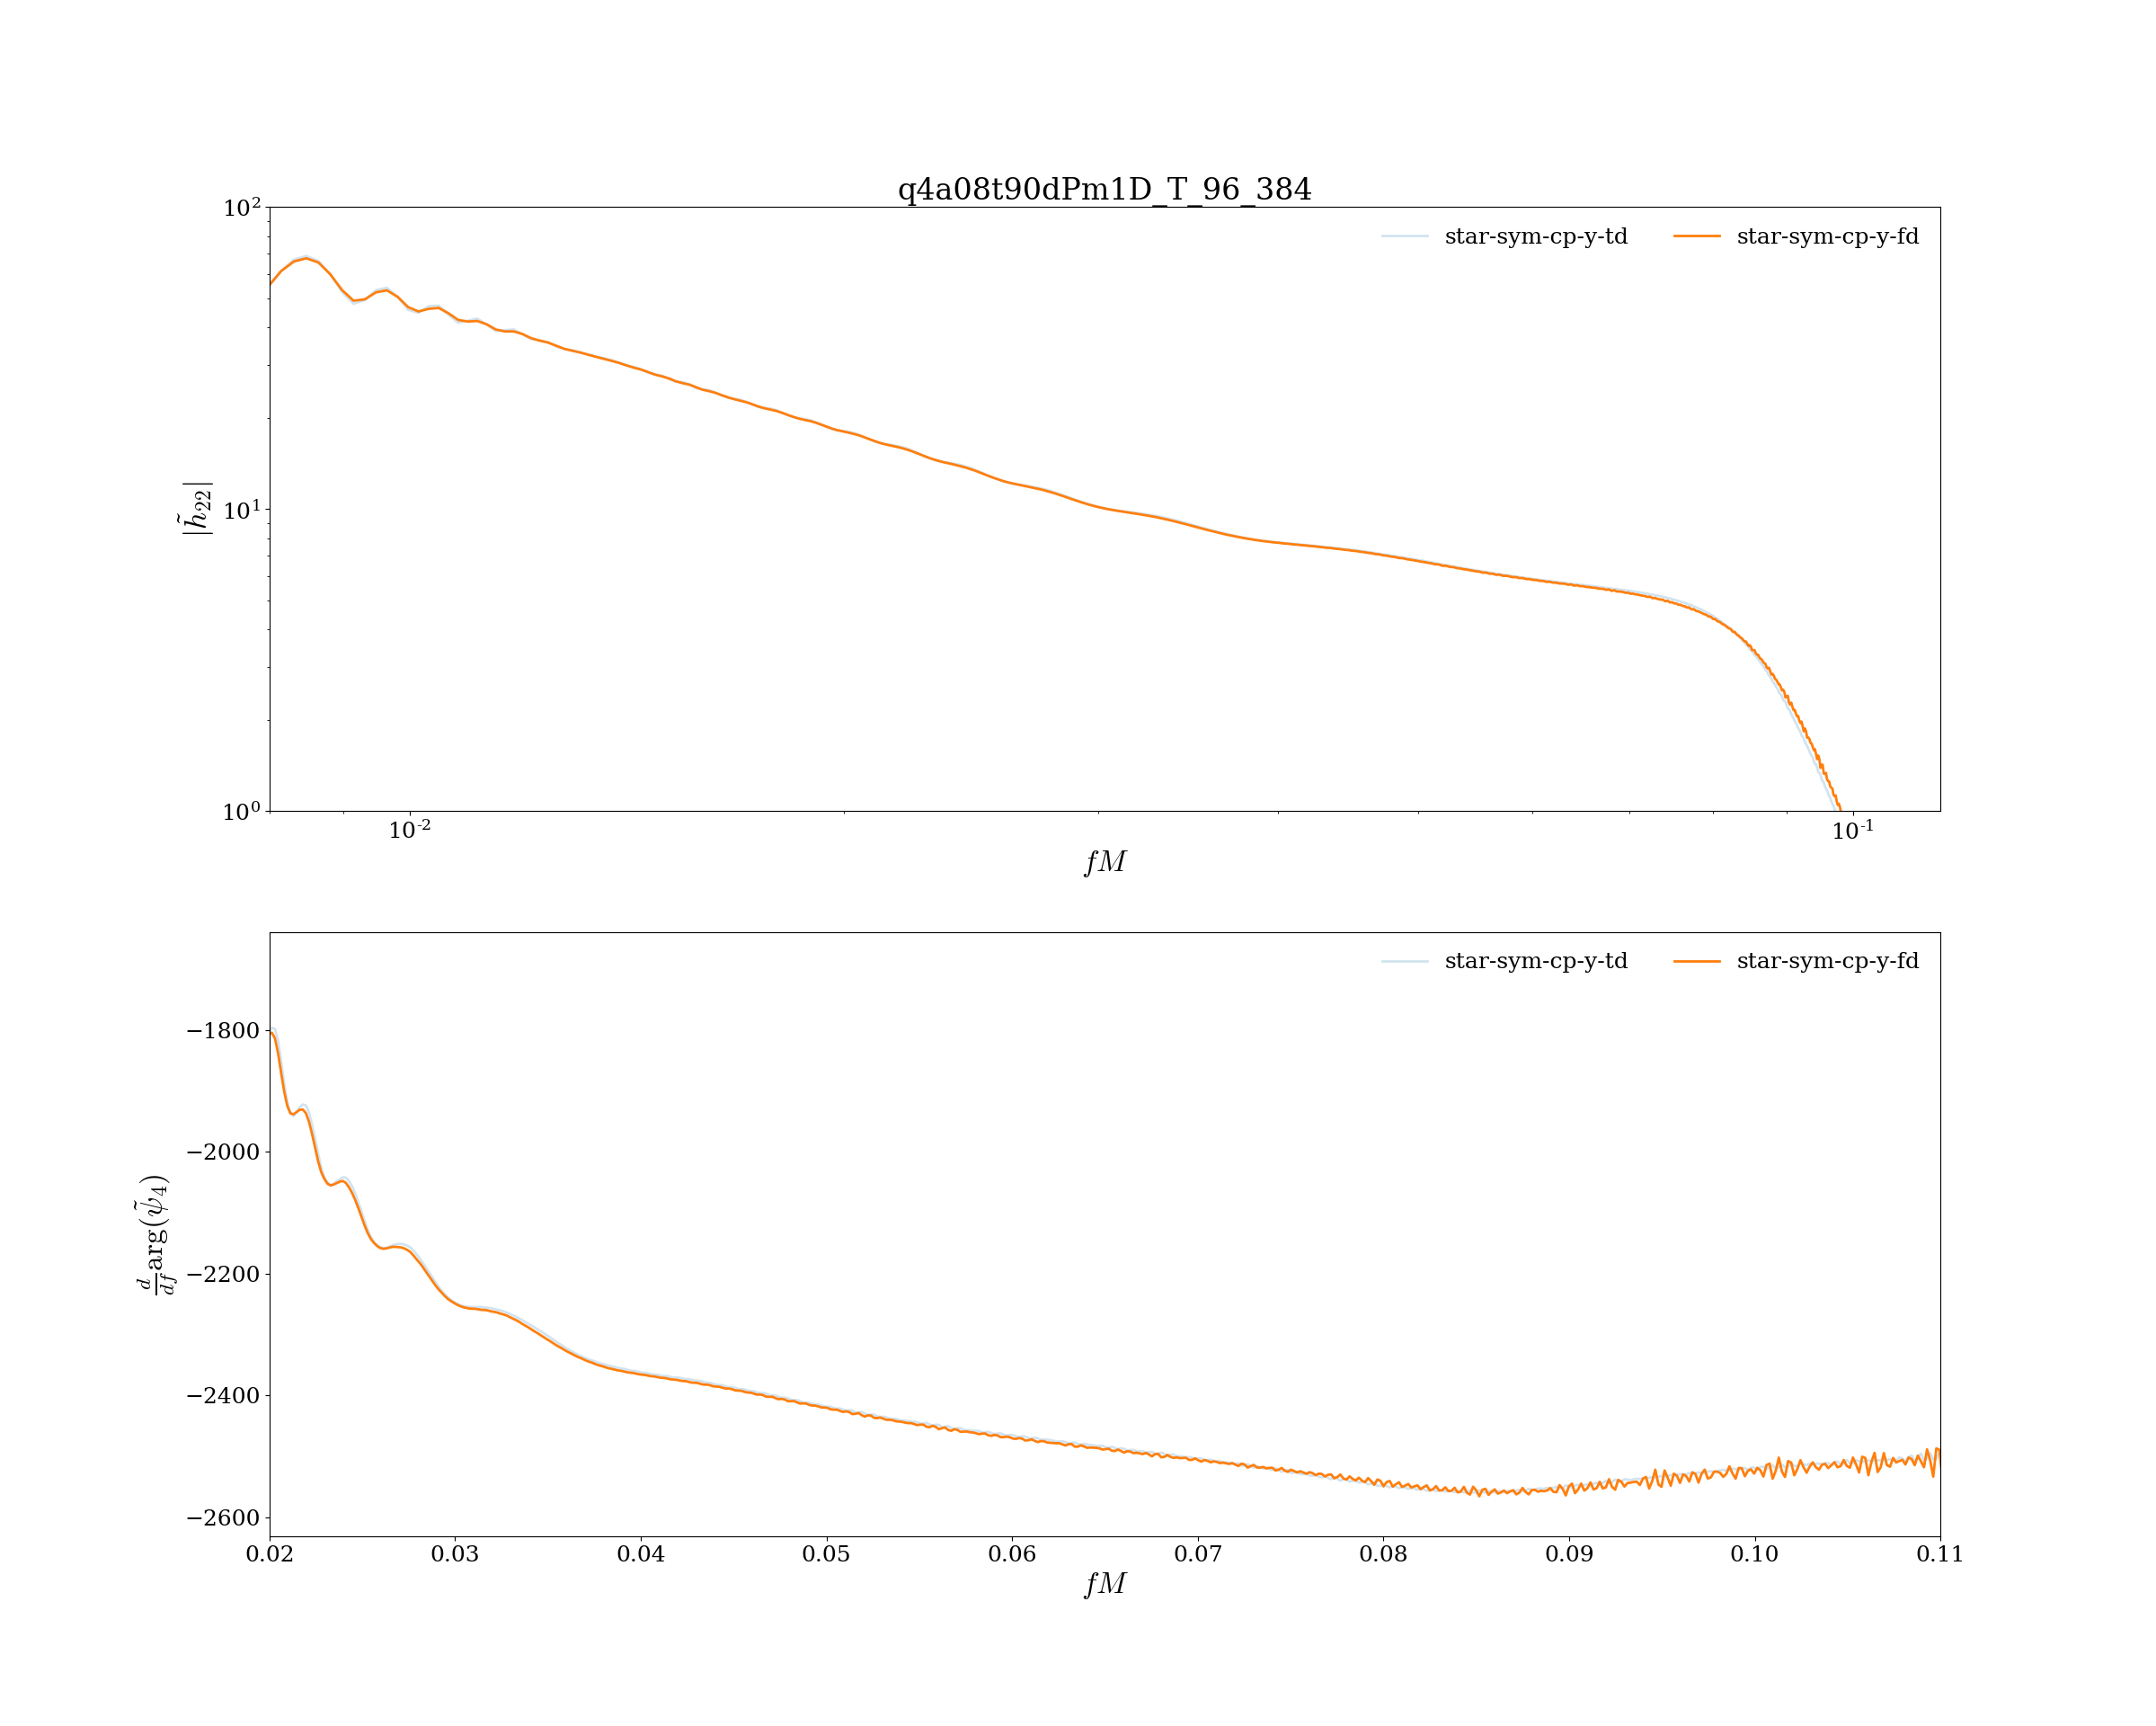 q4a08t90dPm1D_T_96_384
10²
star-sym-cp-y-td star-sym-cp-y-fd
|h̃₂₂|
10¹
10⁰
10⁻² 10⁻¹
fM
star-sym-cp-y-td star-sym-cp-y-fd
−1800
−2000
d/df arg(ψ̃₄)
−2200
−2400
−2600
0.02 0.03 0.04 0.05 0.06 0.07 0.08 0.09 0.10 0.11
fM